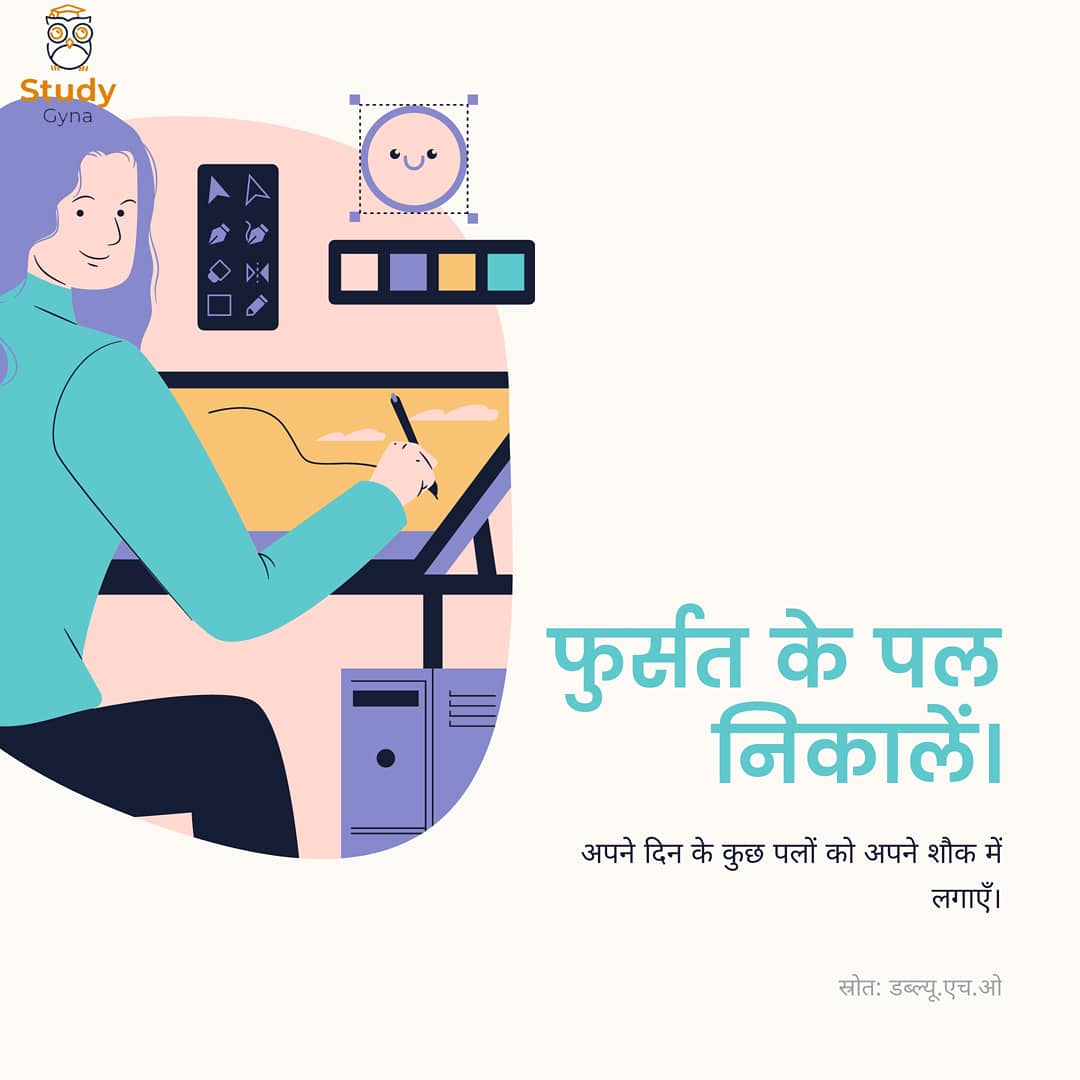 Study
Gyna
फुर्सत के पल
निकालें।
अपने दिन के कुछ पलों को अपने शौक में
लगाएँ।
स्रोत: डब्ल्यू.एच.ओ